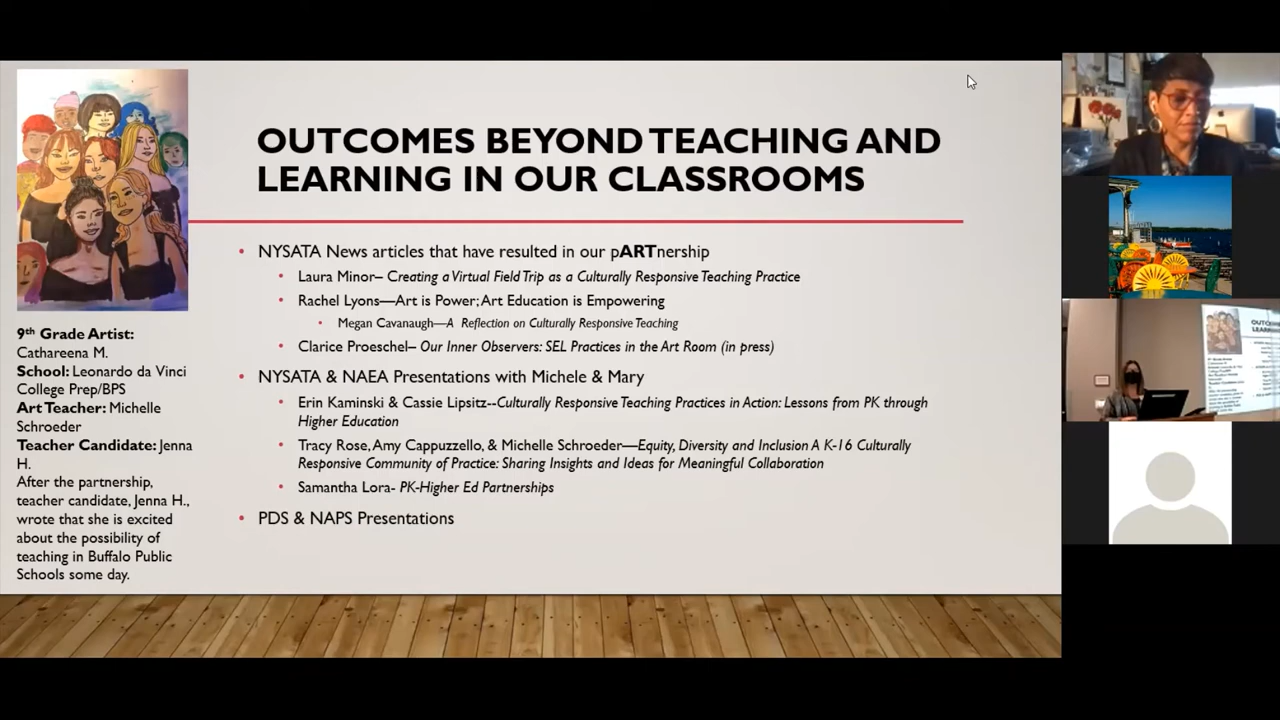 OUTCOMES BEYOND TEACHING AND
LEARNING IN OUR CLASSROOMS
• NYSATA News articles that have resulted in our pARTnership
• Laura Minor– Creating a Virtual Field Trip as a Culturally Responsive Teaching Practice
• Rachel Lyons—Art is Power; Art Education is Empowering
• Megan Cavanaugh—A Reflection on Culturally Responsive Teaching
• Clarice Proeschel– Our Inner Observers: SEL Practices in the Art Room (in press)
• NYSATA & NAEA Presentations with Michele & Mary
• Erin Kaminski & Cassie Lipsitz--Culturally Responsive Teaching Practices in Action: Lessons from PK through
Higher Education
• Tracy Rose, Amy Cappuzzello, & Michelle Schroeder—Equity, Diversity and Inclusion A K-16 Culturally
Responsive Community of Practice: Sharing Insights and Ideas for Meaningful Collaboration
• Samantha Lora- PK-Higher Ed Partnerships
• PDS & NAPS Presentations
9th Grade Artist:
Cathareena M.
School: Leonardo da Vinci
College Prep/BPS
Art Teacher: Michelle
Schroeder
Teacher Candidate: Jenna
H.
After the partnership,
teacher candidate, Jenna H.,
wrote that she is excited
about the possibility of
teaching in Buffalo Public
Schools some day.